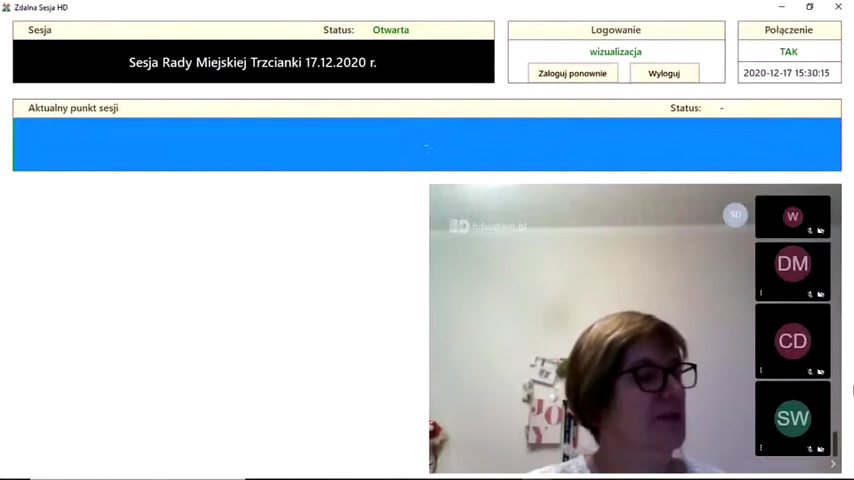 Zdalna Sesja HD
Sesja
Status: Otwarta
Sesja Rady Miejskiej Trzcianki 17.12.2020 r.
Logowanie
wizualizacja
Zaloguj ponownie
Wyloguj
Połączenie
TAK
2020-12-17 15:30:15
Aktualny punkt sesji
Status: -
-
SD
W
DM
CD
SW
JO
Y